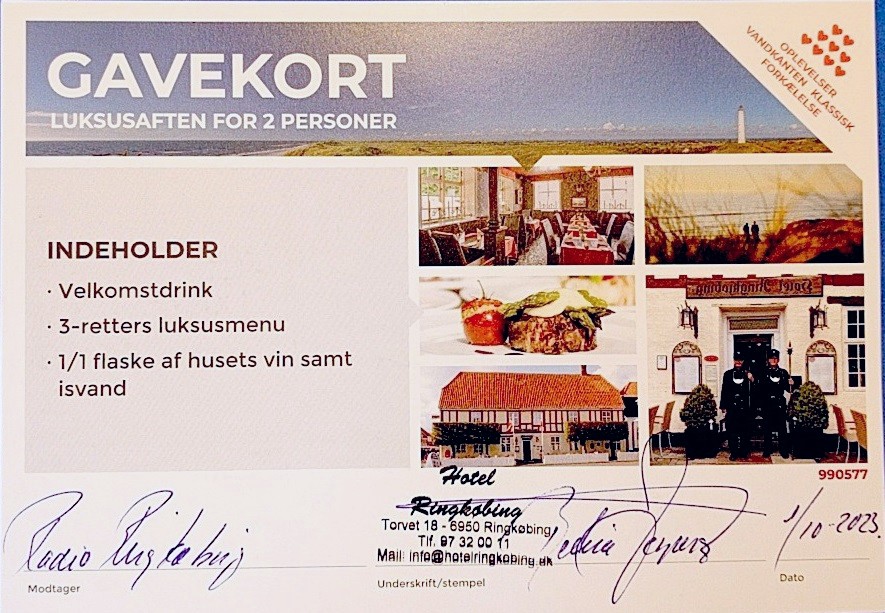 GAVEKORT
LUKSUSAFTEN FOR 2 PERSONER
OPLEVELSER
VANDKANTEN KLASSISK
FORKÆLELSE
INDEHOLDER
· Velkomstdrink
· 3-retters luksusmenu
· 1/1 flaske af husets vin samt
isvand
Hotel Ringkjøbing
990577
Radio Ringkøbing
Hotel
Ringkøbing
Torvet 18 - 6950 Ringkøbing
Tlf. 97 32 00 11
Mail: info@hotelringkobing.dk
1/10-2023.
Modtager
Underskrift/stempel
Dato